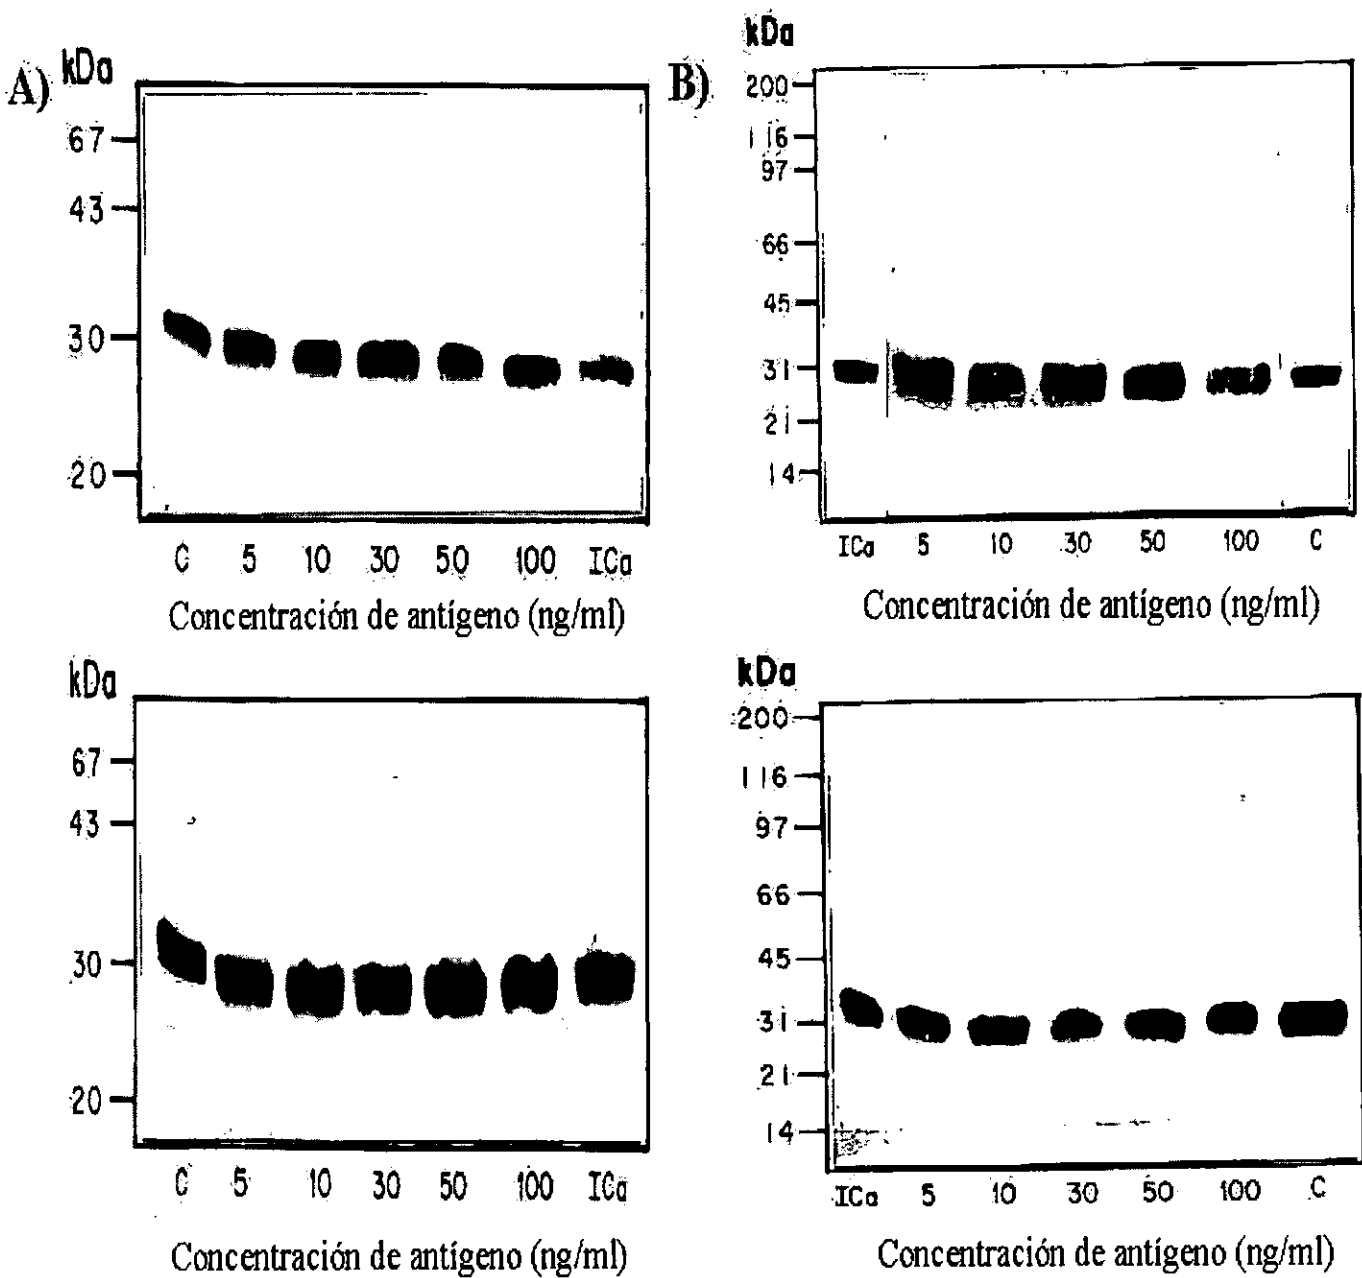 A) kDa
67
43
30
20
C 5 10 30 50 100 ICa
Concentración de antígeno (ng/ml)
B) kDa
200
116
97
66
45
31
21
14
ICa 5 10 30 50 100 C
Concentración de antígeno (ng/ml)
kDa
67
43
30
20
C 5 10 30 50 100 ICa
Concentración de antígeno (ng/ml)
kDa
200
116
97
66
45
31
21
14
ICa 5 10 30 50 100 C
Concentración de antígeno (ng/ml)